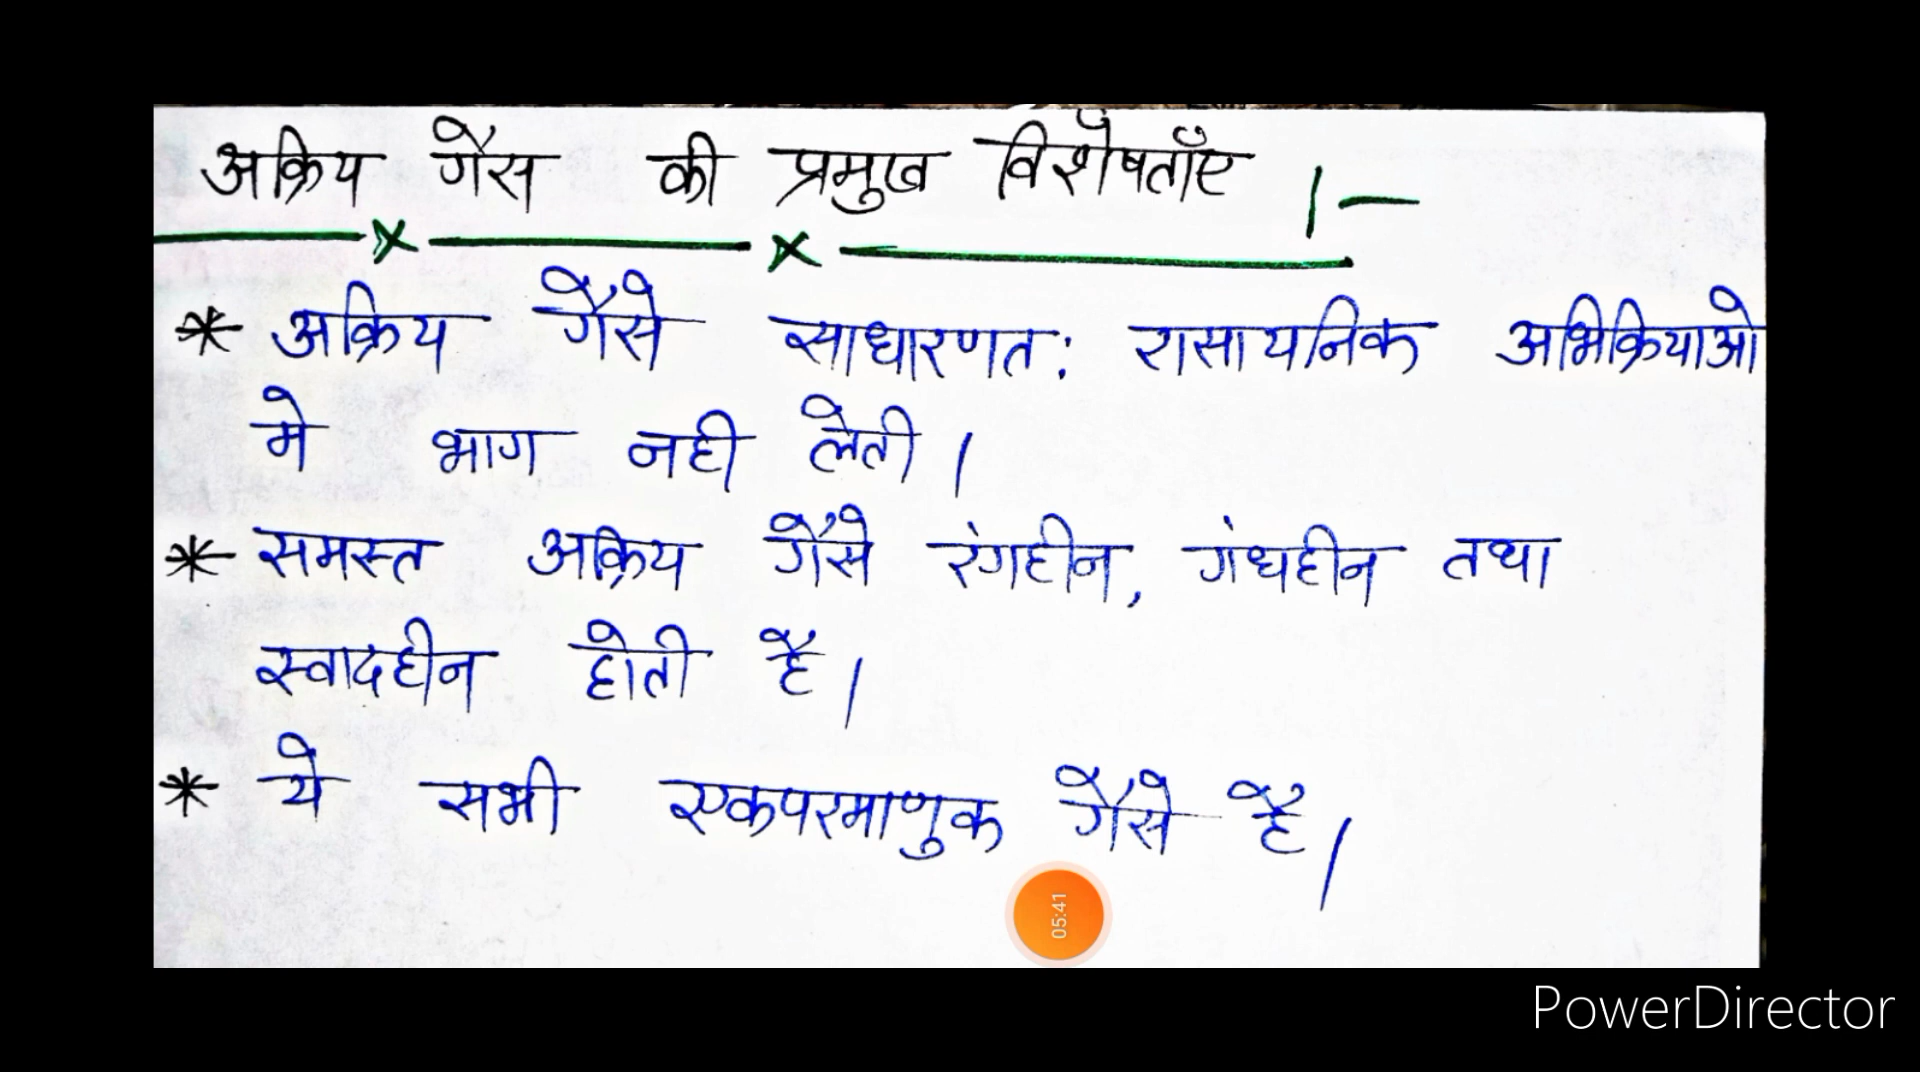 अक्रिय गैस की प्रमुख विशेषताएँ :-
* अक्रिय गैसे साधारणत: रासायनिक अभिक्रियाओ
मे भाग नही लेती।
* समस्त अक्रिय गैसे रंगहीन, गंधहीन तथा
स्वादहीन होती है।
* ये सभी एकपरमाणुक गैसे है।
05:41
PowerDirector